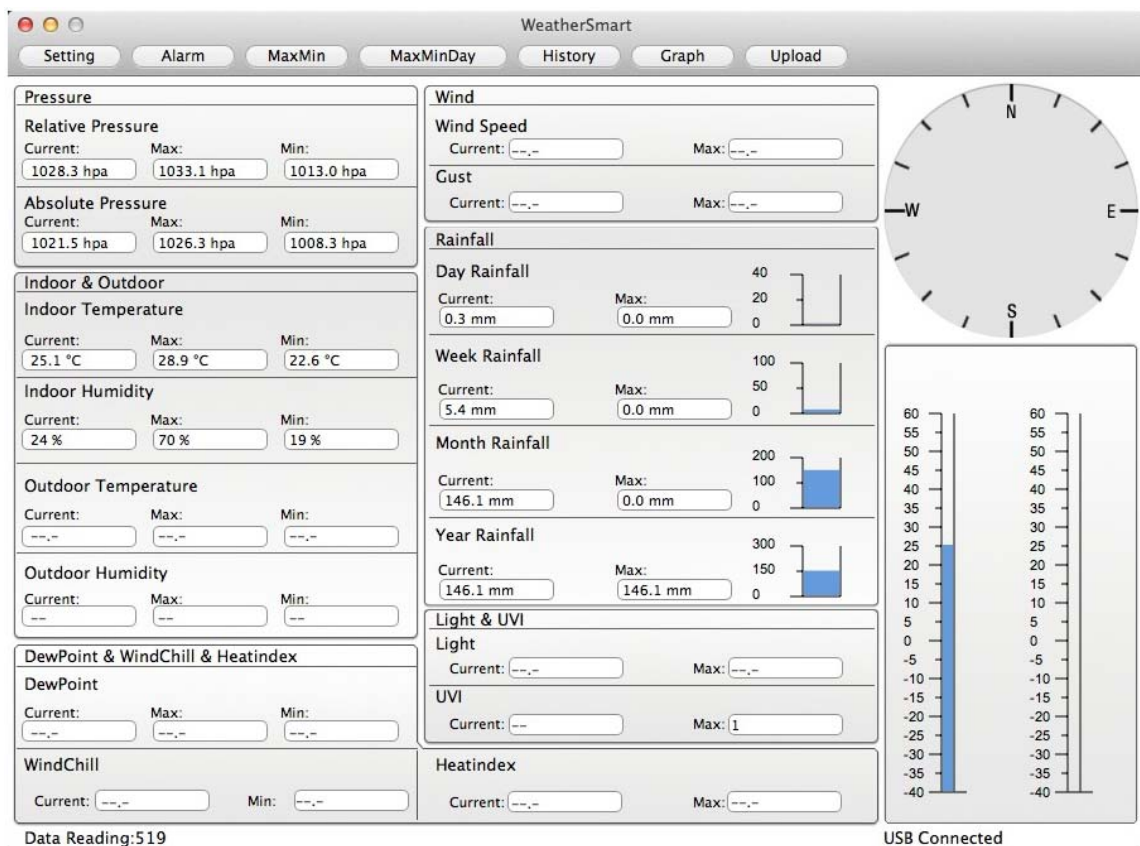 WeatherSmart
Setting Alarm MaxMin MaxMinDay History Graph Upload
Pressure
Relative Pressure
Current: Max: Min:
1028.3 hpa 1033.1 hpa 1013.0 hpa
Absolute Pressure
Current: Max: Min:
1021.5 hpa 1026.3 hpa 1008.3 hpa
Indoor & Outdoor
Indoor Temperature
Current: Max: Min:
25.1 °C 28.9 °C 22.6 °C
Indoor Humidity
Current: Max: Min:
24 % 70 % 19 %
Outdoor Temperature
Current: Max: Min:
--.- --.- --.-
Outdoor Humidity
Current: Max: Min:
-- -- --
DewPoint & WindChill & Heatindex
DewPoint
Current: Max: Min:
--.- --.- --.-
WindChill
Current: --.- Min: --.-
Wind
Wind Speed
Current: --.- Max: --.-
Gust
Current: --.- Max: --.-
Rainfall
Day Rainfall
Current: Max:
0.3 mm 0.0 mm
40
20
0
Week Rainfall
Current: Max:
5.4 mm 0.0 mm
100
50
0
Month Rainfall
Current: Max:
146.1 mm 0.0 mm
200
100
0
Year Rainfall
Current: Max:
146.1 mm 146.1 mm
300
150
0
Light & UVI
Light
Current: --.- Max: --.-
UVI
Current: -- Max: 1
Heatindex
Current: --.- Max: --.-
N
W E
S
60 60
55 55
50 50
45 45
40 40
35 35
30 30
25 25
20 20
15 15
10 10
5 5
0 0
-5 -5
-10 -10
-15 -15
-20 -20
-25 -25
-30 -30
-35 -35
-40 -40
Data Reading:519
USB Connected